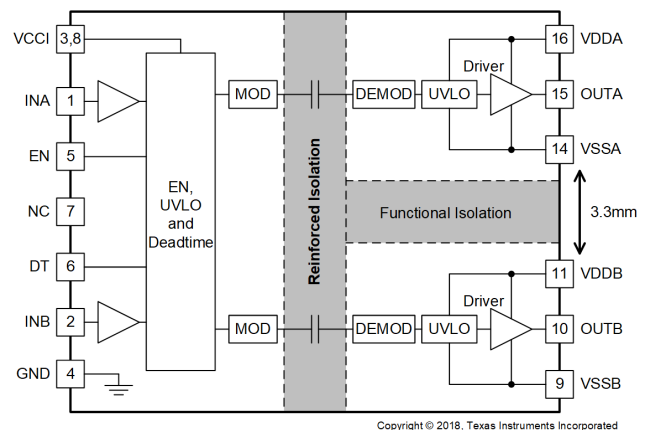 VCCI 3,8
16 VDDA
Driver
INA 1
MOD
DEMOD
UVLO
15 OUTA
EN 5
14 VSSA
EN,
UVLO
and
Deadtime
Reinforced Isolation
NC 7
Functional Isolation
3.3mm
DT 6
11 VDDB
Driver
INB 2
MOD
DEMOD
UVLO
10 OUTB
GND 4
9 VSSB
Copyright © 2018, Texas Instruments Incorporated